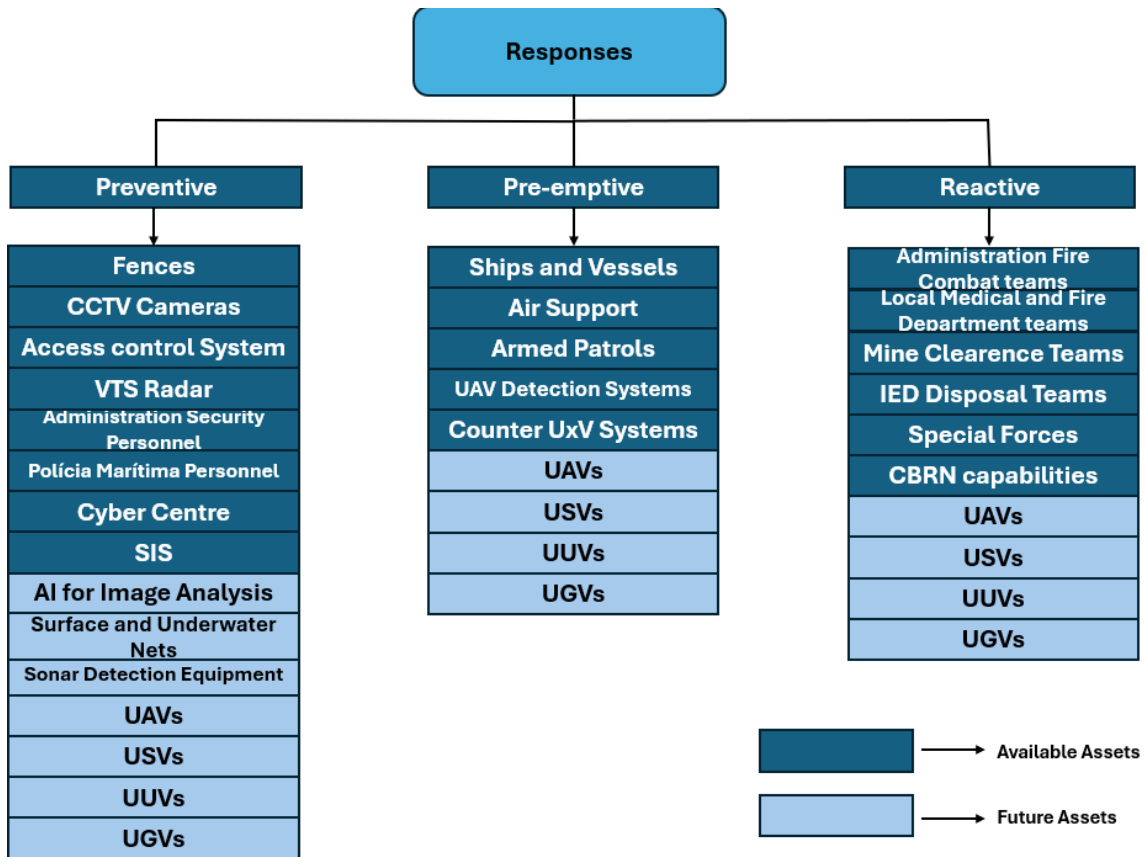 Responses
Preventive
Fences
CCTV Cameras
Access control System
VTS Radar
Administration Security
Personnel
Polícia Marítima Personnel
Cyber Centre
SIS
AI for Image Analysis
Surface and Underwater
Nets
Sonar Detection Equipment
UAVs
USVs
UUVs
UGVs
Pre-emptive
Ships and Vessels
Air Support
Armed Patrols
UAV Detection Systems
Counter UxV Systems
UAVs
USVs
UUVs
UGVs
Reactive
Administration Fire
Combat teams
Local Medical and Fire
Department teams
Mine Clearence Teams
IED Disposal Teams
Special Forces
CBRN capabilities
UAVs
USVs
UUVs
UGVs
Available Assets
Future Assets